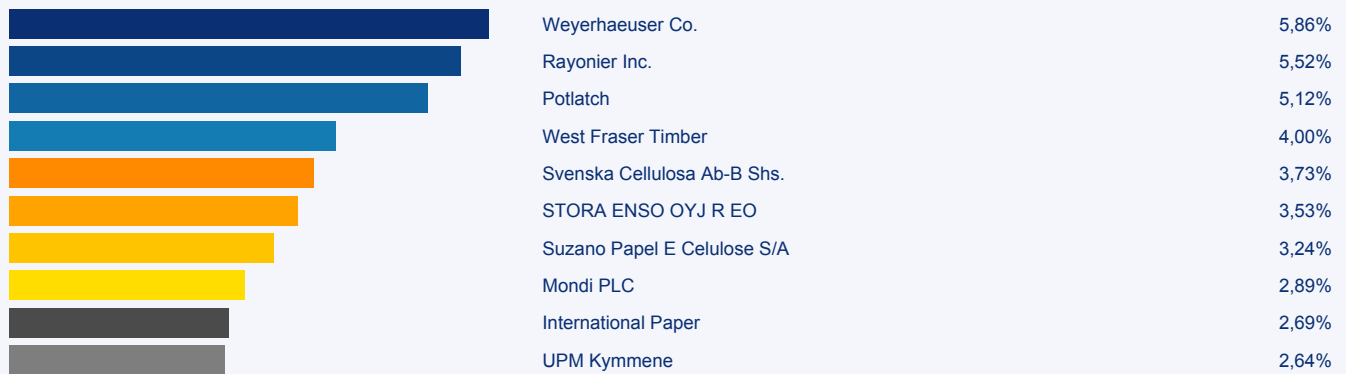 Weyerhaeuser Co. 5,86%
Rayonier Inc. 5,52%
Potlatch 5,12%
West Fraser Timber 4,00%
Svenska Cellulosa Ab-B Shs. 3,73%
STORA ENSO OYJ R EO 3,53%
Suzano Papel E Celulose S/A 3,24%
Mondi PLC 2,89%
International Paper 2,69%
UPM Kymmene 2,64%